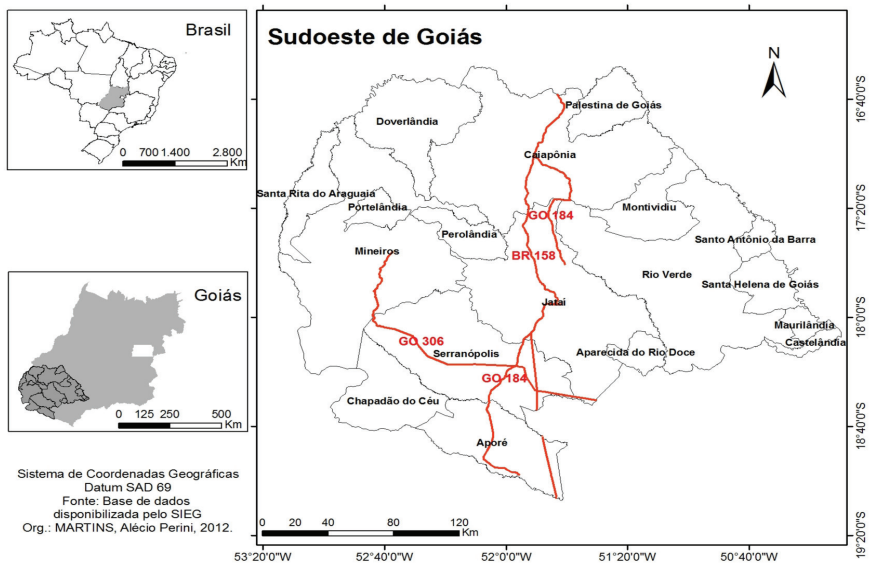 Brasil
0 700 1.400 2.800
Km
Goiás
0 125 250 500
Km
Sistema de Coordenadas Geográficas
Datum SAD 69
Fonte: Base de dados
disponibilizada pelo SIEG
Org.: MARTINS, Alécio Perini, 2012.
Sudoeste de Goiás
N
Palestina de Goiás
Doverlândia
Caiapônia
Santa Rita do Araguaia
Portelândia
GO 184
Montividiu
Perolândia
Santo Antônio da Barra
Mineiros
BR 158
Rio Verde
Santa Helena de Goiás
Jataí
Maurilândia
GO 306
Castelândia
Serranópolis
Aparecida do Rio Doce
GO 184
Chapadão do Céu
Aporé
0 20 40 80 120
Km
16°40'0"S
17°20'0"S
18°0'0"S
18°40'0"S
19°20'0"S
53°20'0"W 52°40'0"W 52°0'0"W 51°20'0"W 50°40'0"W